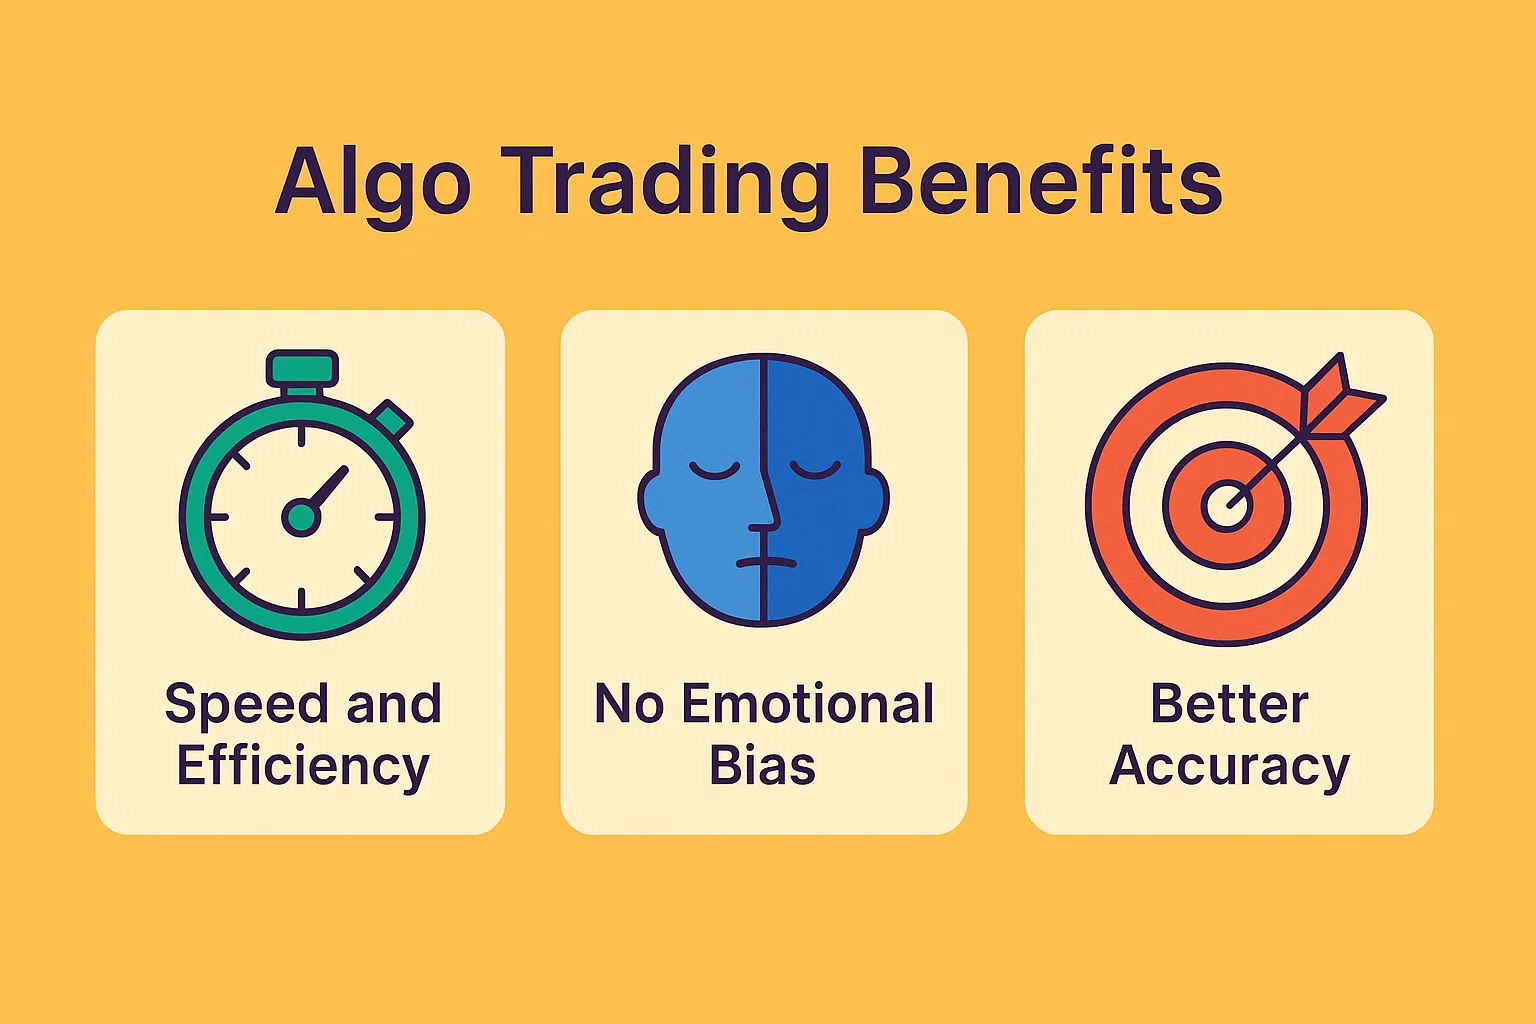 Algo Trading Benefits
Speed and
Efficiency
No Emotional
Bias
Better
Accuracy